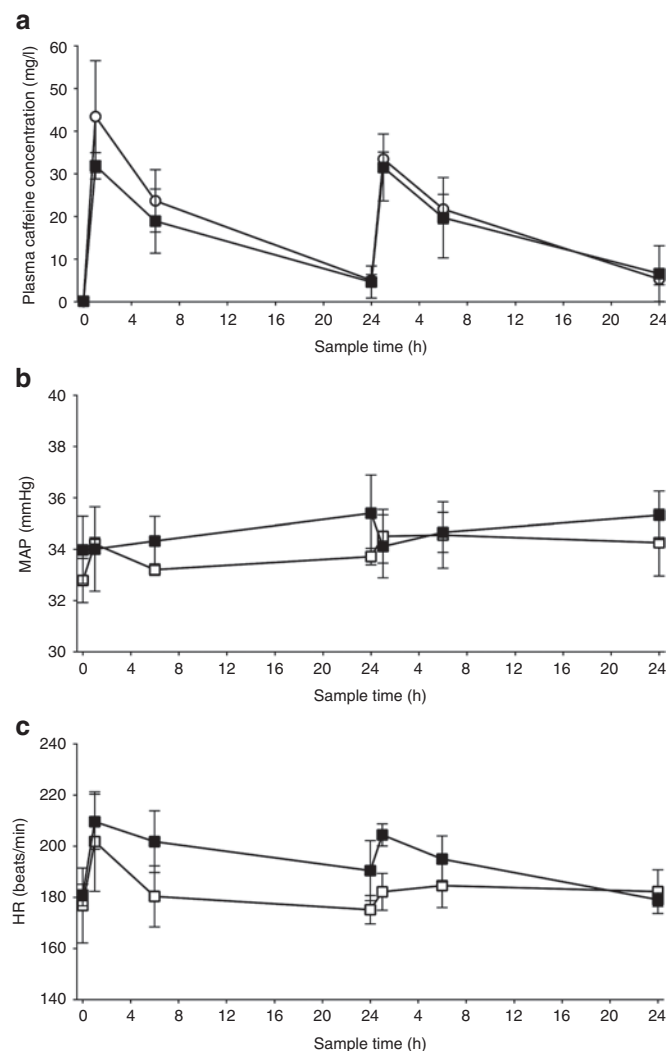 a
Plasma caffeine concentration (mg/l)
60
50
40
30
20
10
0
0 4 8 12 16 20 24 4 8 12 16 20 24
Sample time (h)
b
MAP (mmHg)
40
38
36
34
32
30
0 4 8 12 16 20 24 4 8 12 16 20 24
Sample time (h)
c
HR (beats/min)
240
220
200
180
160
140
0 4 8 12 16 20 24 4 8 12 16 20 24
Sample time (h)